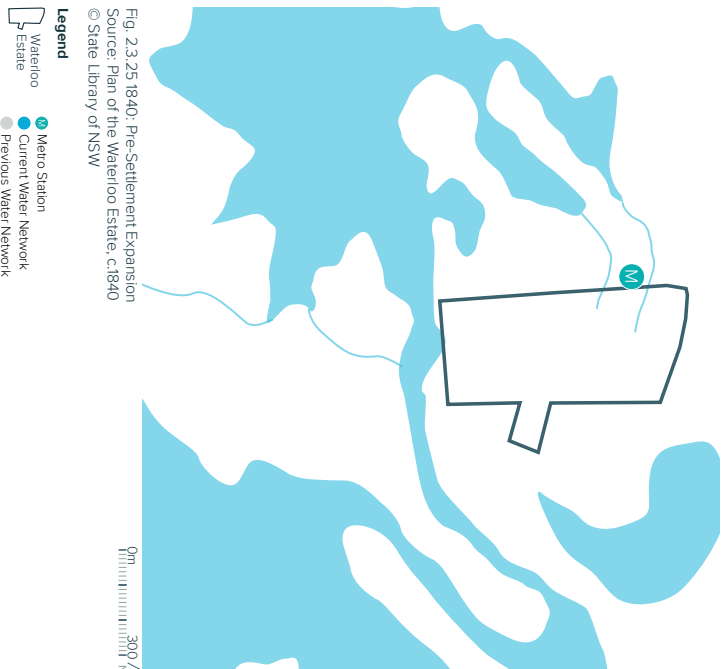 Fig. 2.3.25 1840: Pre-Settlement Expansion
Source: Plan of the Waterloo Estate, c.1840
© State Library of NSW
Legend
Waterloo
Estate
M Metro Station
Current Water Network
Previous Water Network
0m
300
M